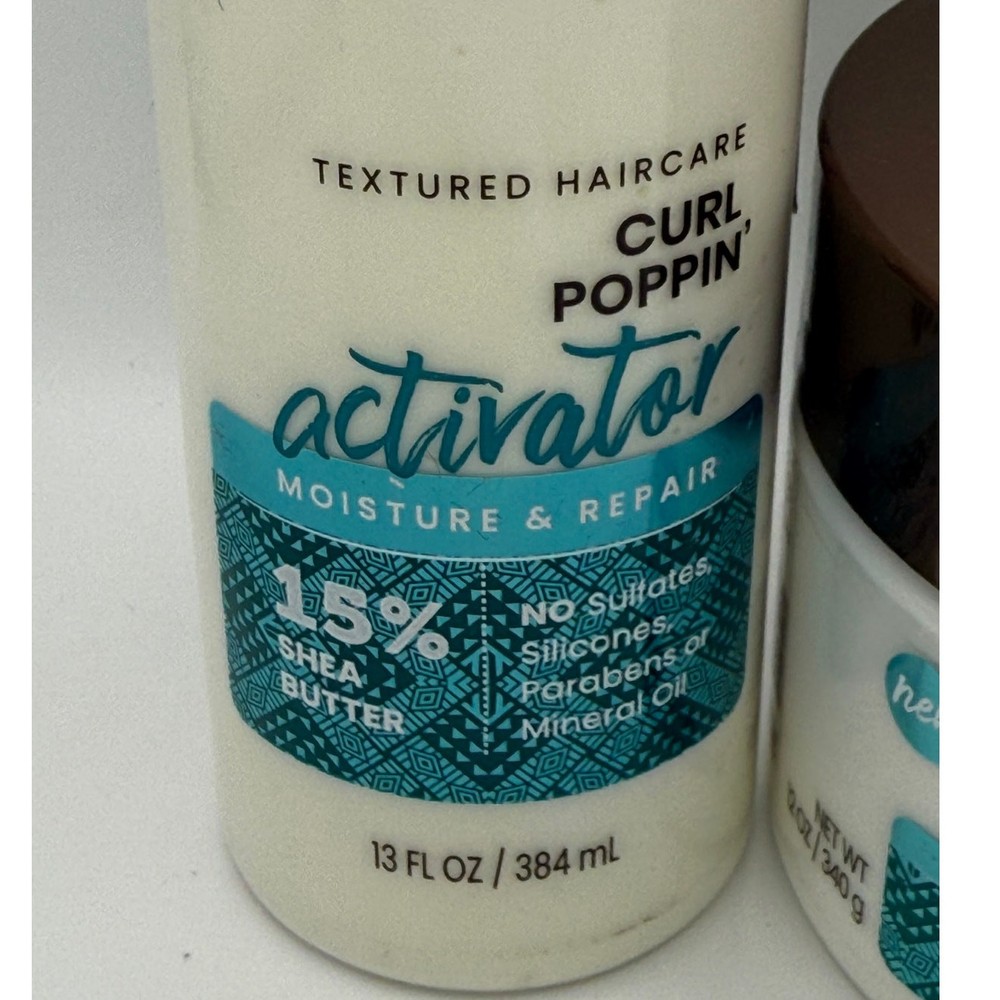 TEXTURED HAIRCARE
CURL,
POPPIN'
activator
MOISTURE & REPAIR
15%
SHEA
BUTTER
NO Sulfates,
Silicones,
Parabens or
Mineral Oil
13 FL OZ / 384 mL
NET WT
12 OZ / 340 g